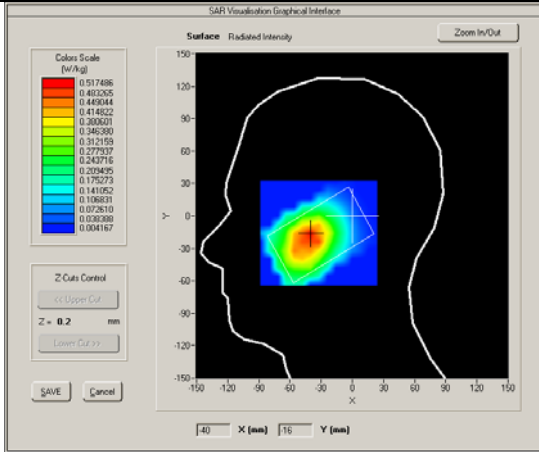 SAR Visualisation Graphical Interface
Surface Radiated Intensity
Zoom In/Out
Colors Scale
(W/kg)
0.517486
0.483265
0.449044
0.414822
0.380601
0.346380
0.312159
0.277937
0.243716
0.209495
0.175273
0.141052
0.106831
0.072610
0.038388
0.004167
150
120
90
60
30
0
-30
-60
-90
-120
-150
Y
-150 -120 -90 -60 -30 0 30 60 90 120 150
X
Z-Cuts Control
<< Upper Cut
Z = 0.2 mm
Lower Cut >>
SAVE Cancel
-40 X (mm) -16 Y (mm)